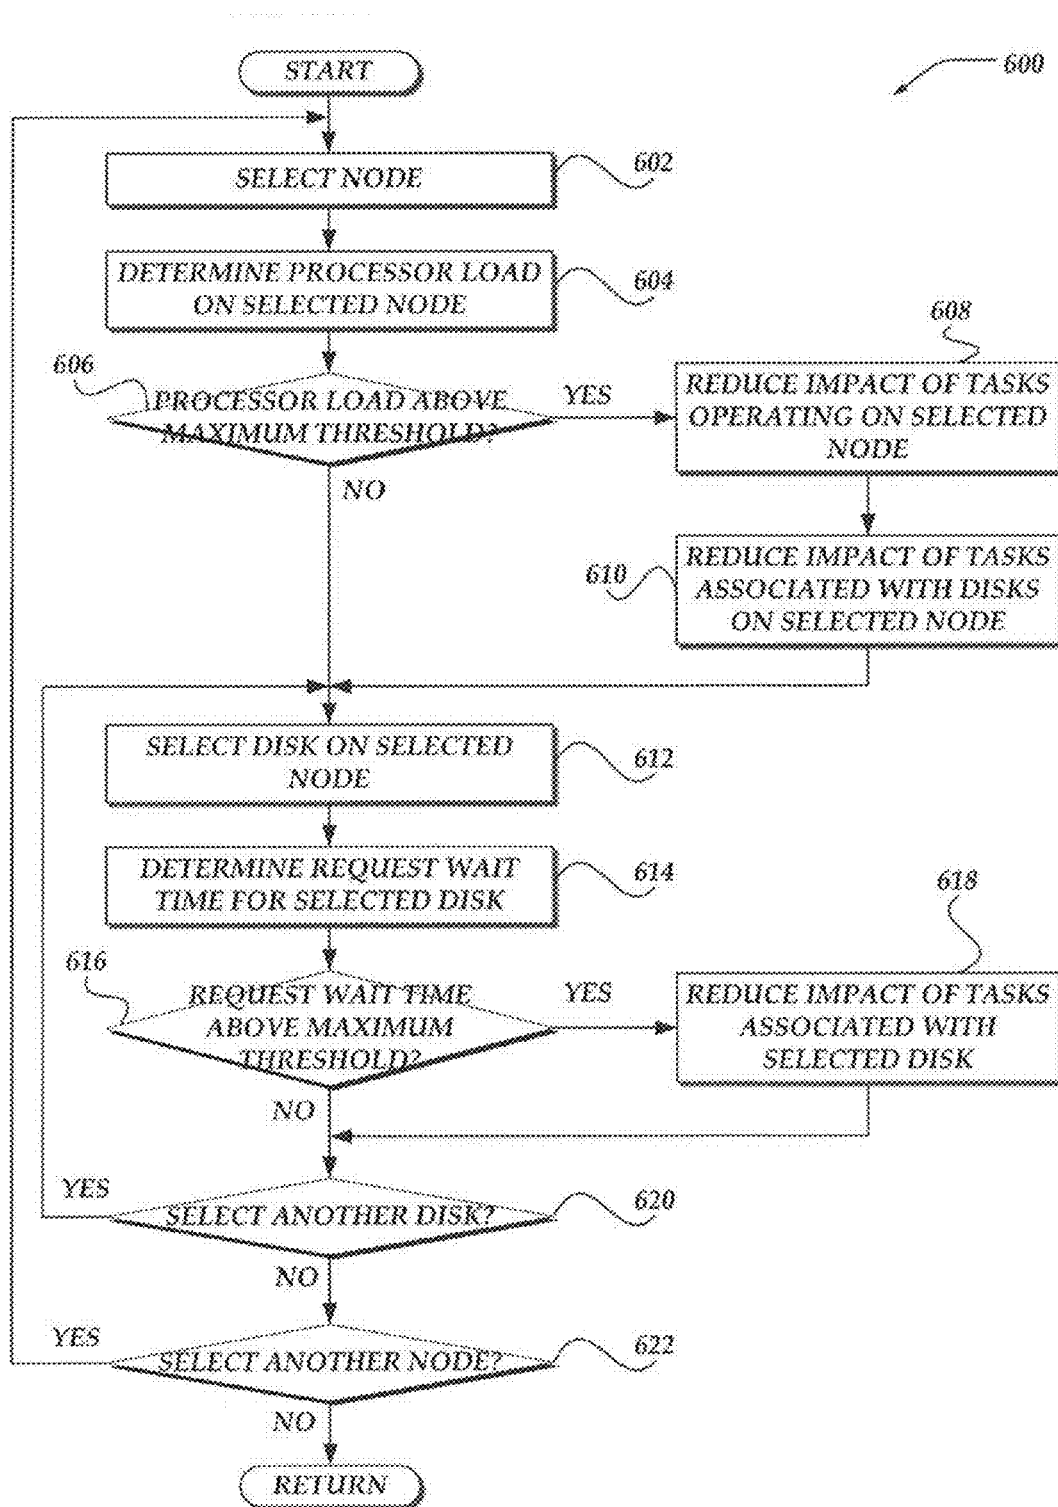 START
600
SELECT NODE
602
DETERMINE PROCESSOR LOAD
ON SELECTED NODE
604
606
PROCESSOR LOAD ABOVE
MAXIMUM THRESHOLD?
YES
NO
608
REDUCE IMPACT OF TASKS
OPERATING ON SELECTED
NODE
610
REDUCE IMPACT OF TASKS
ASSOCIATED WITH DISKS
ON SELECTED NODE
SELECT DISK ON SELECTED
NODE
612
DETERMINE REQUEST WAIT
TIME FOR SELECTED DISK
614
616
REQUEST WAIT TIME
ABOVE MAXIMUM
THRESHOLD?
YES
NO
618
REDUCE IMPACT OF TASKS
ASSOCIATED WITH
SELECTED DISK
YES
SELECT ANOTHER DISK?
620
NO
YES
SELECT ANOTHER NODE?
622
NO
RETURN